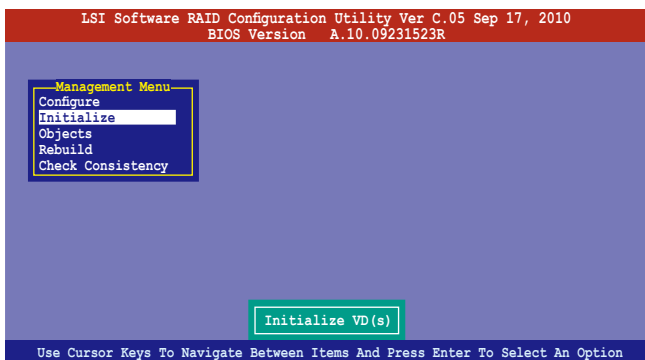 LSI Software RAID Configuration Utility Ver C.05 Sep 17, 2010
BIOS Version A.10.09231523R
Management Menu
Configure
Initialize
Objects
Rebuild
Check Consistency
Initialize VD(s)
Use Cursor Keys To Navigate Between Items And Press Enter To Select An Option